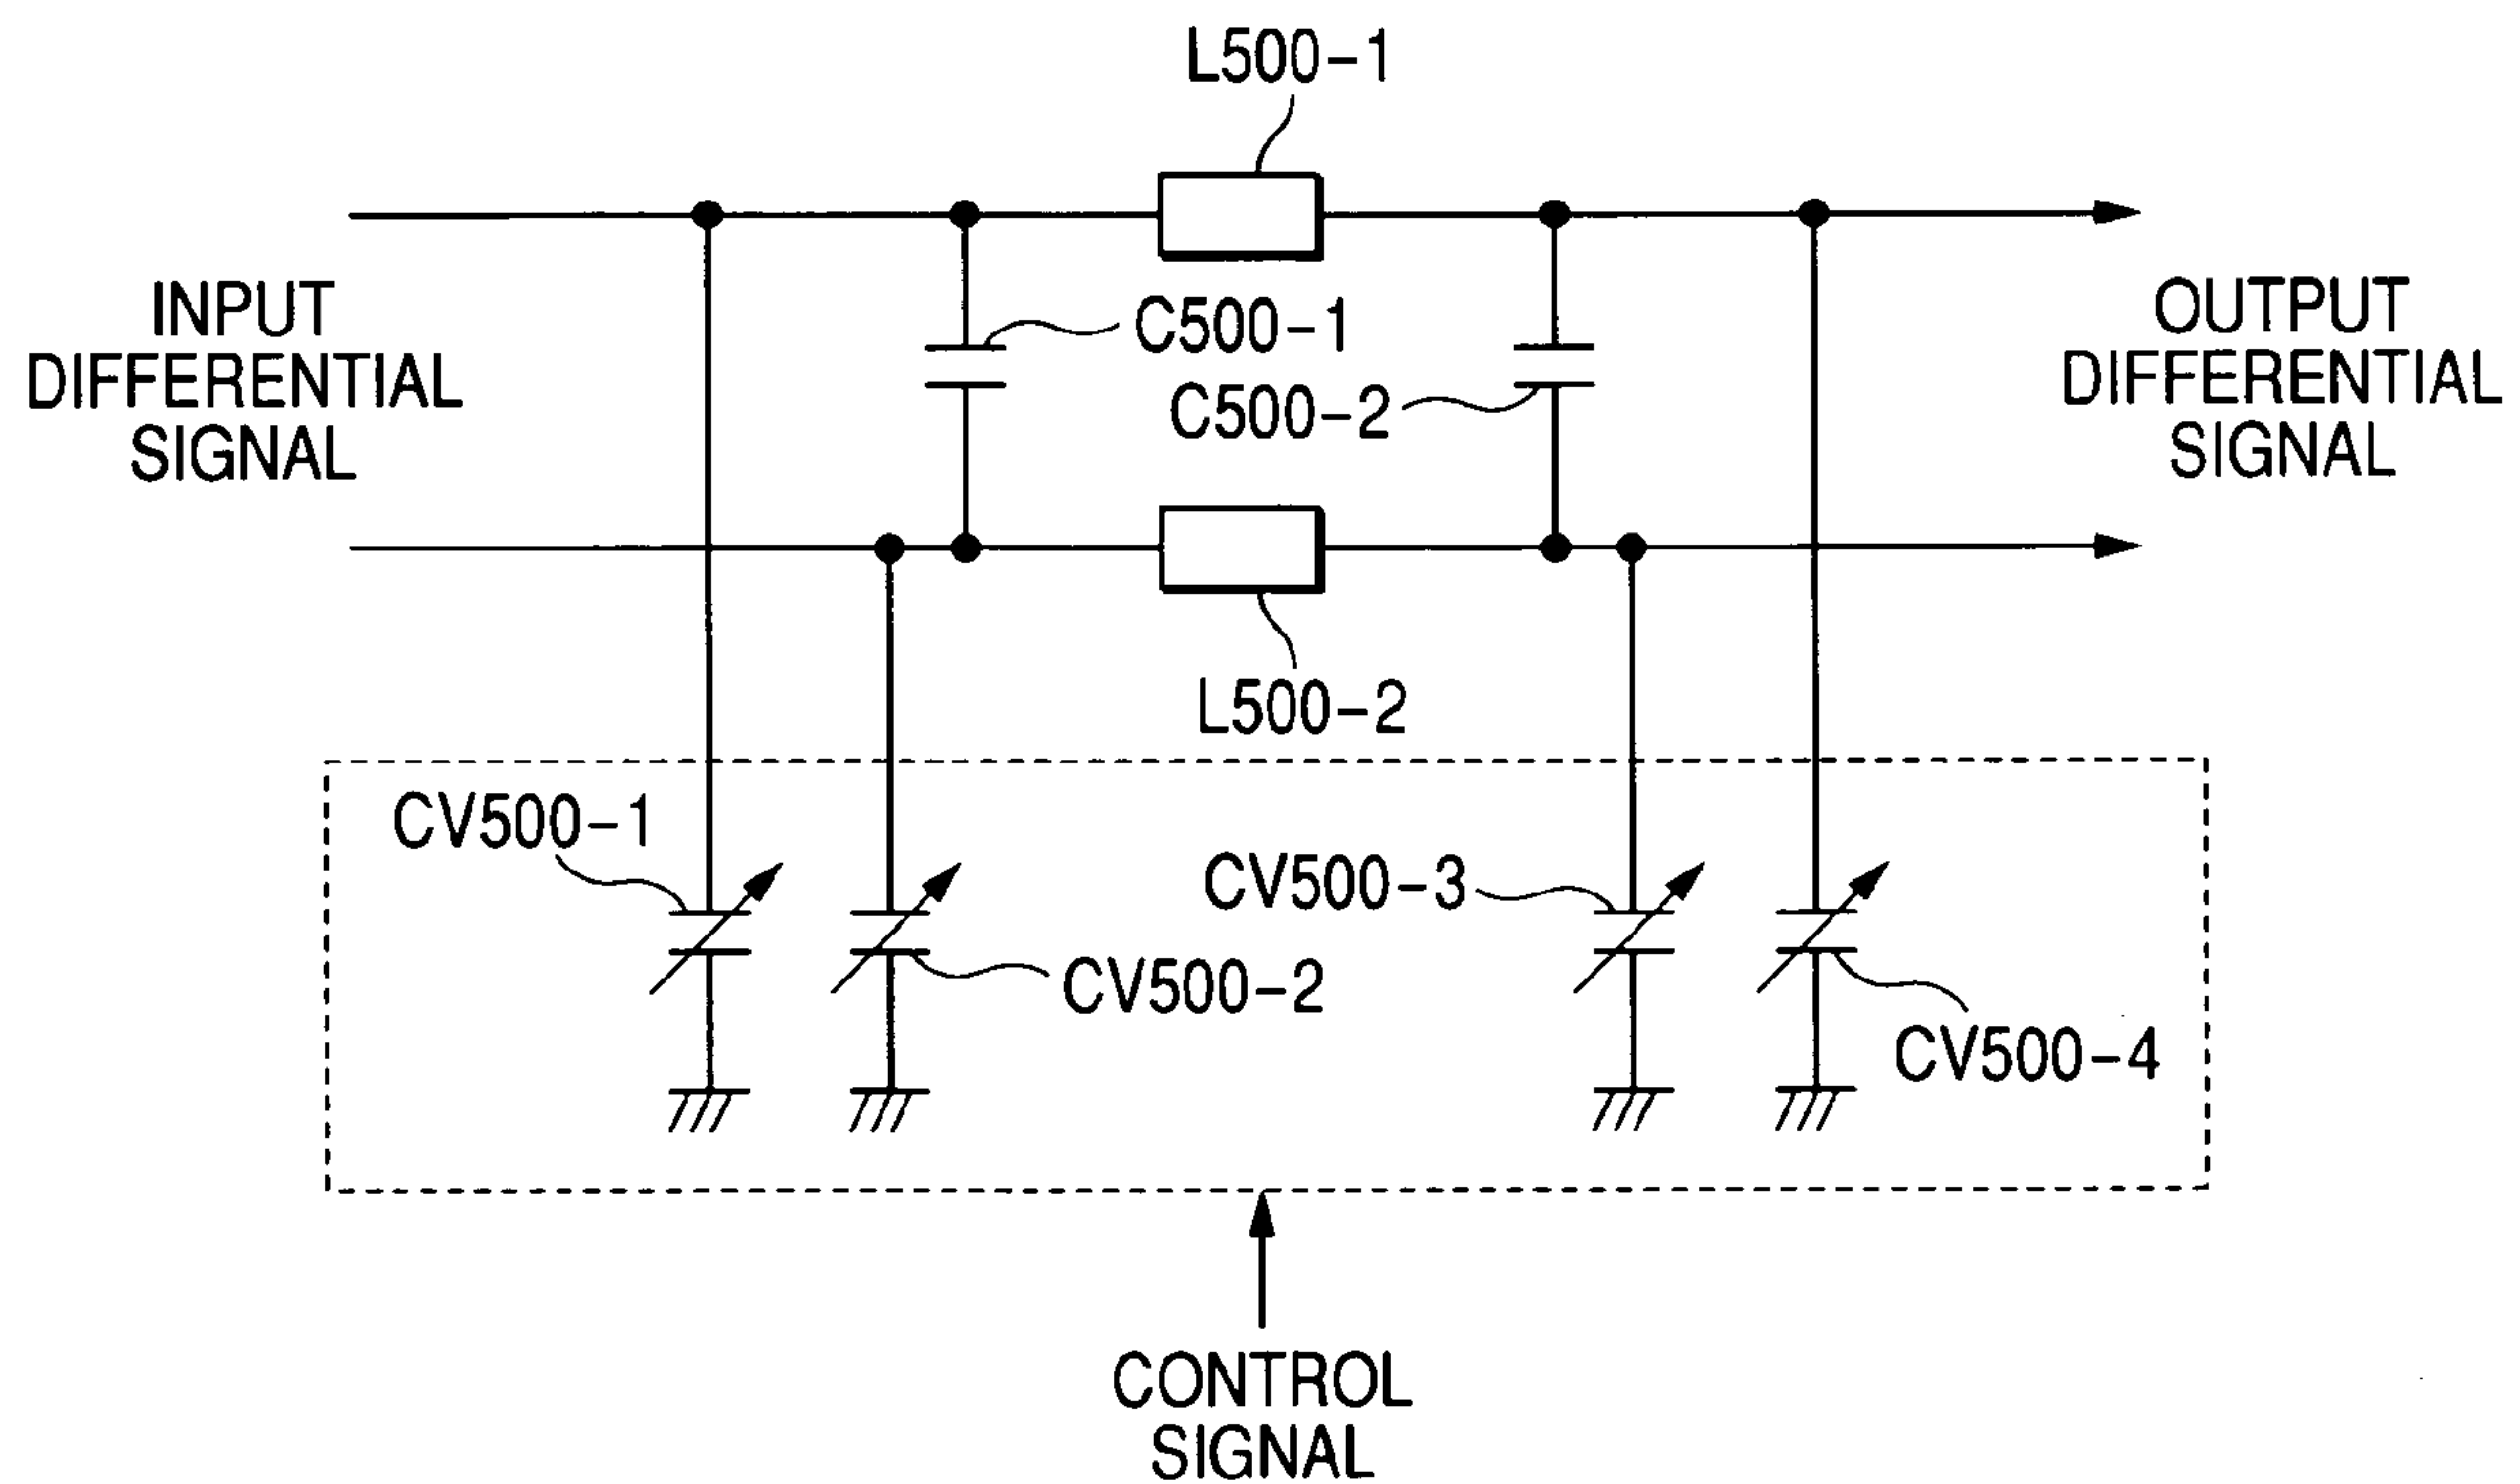 L500-1
INPUT
DIFFERENTIAL
SIGNAL
C500-1
C500-2
OUTPUT
DIFFERENTIAL
SIGNAL
L500-2
CV500-1
CV500-3
CV500-2
CV500-4
CONTROL
SIGNAL